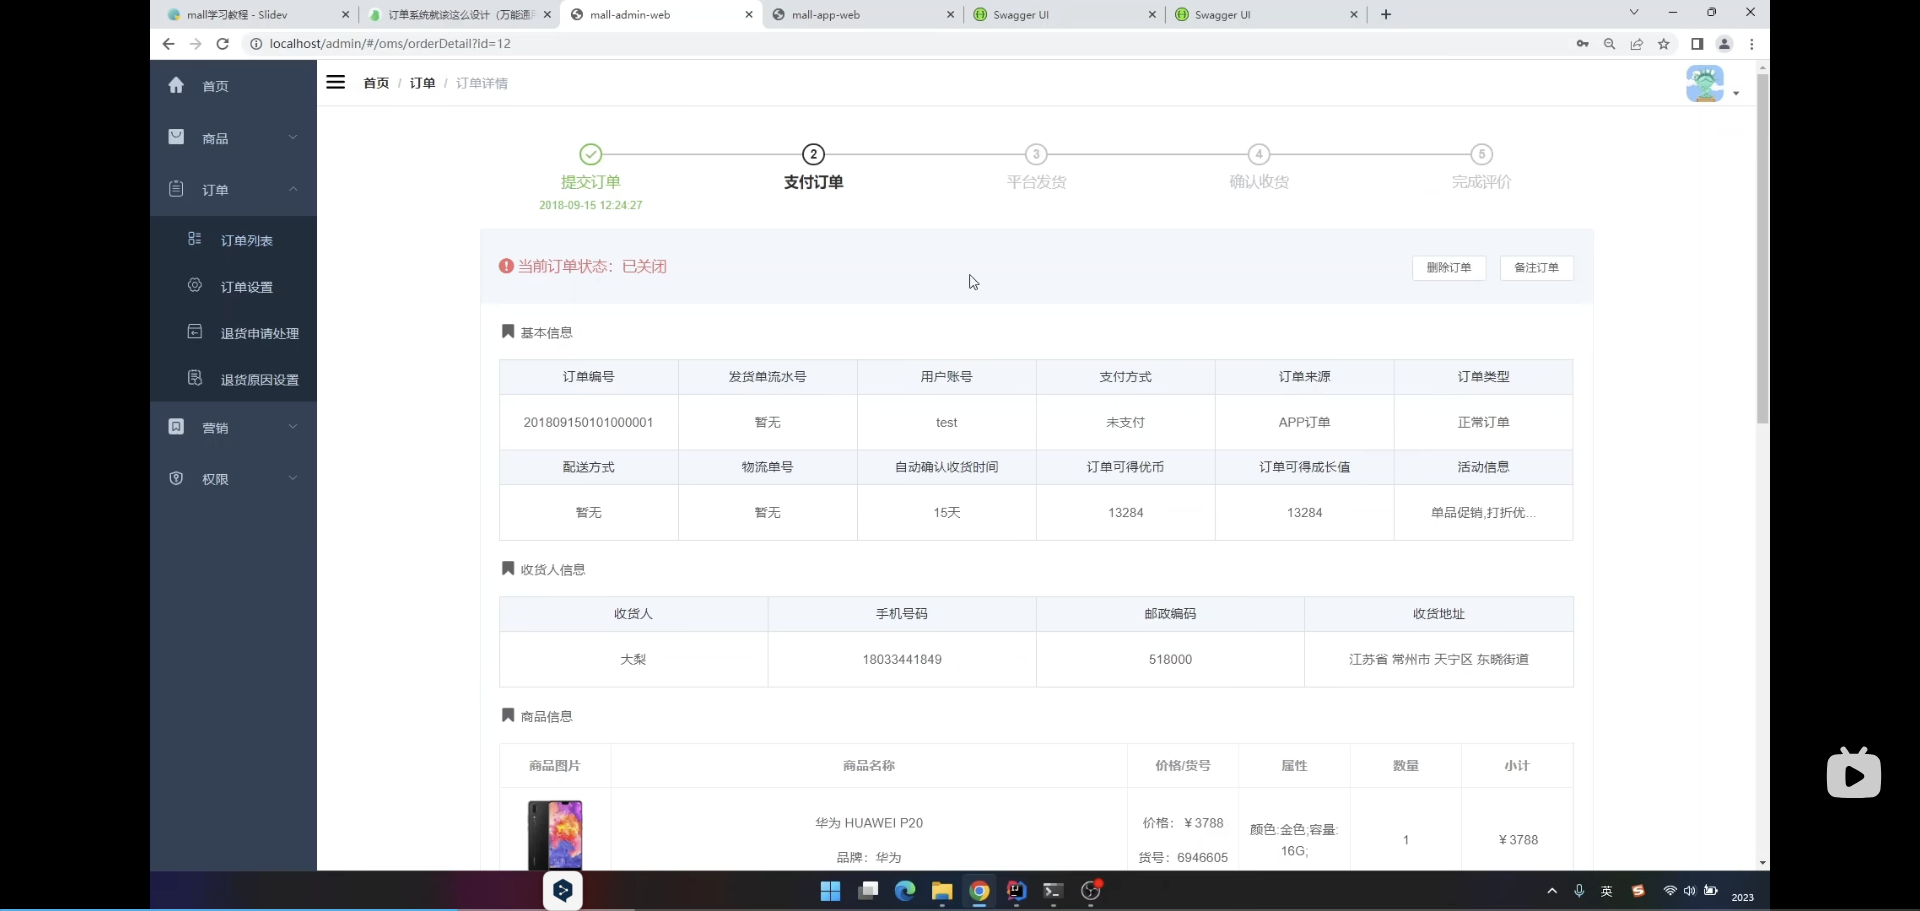 mall学习教程 - Slidev
订单系统就该这么设计（万能通用
mall-admin-web
mall-app-web
Swagger UI
Swagger UI
localhost/admin/#/oms/orderDetail?id=12
首页
商品
订单
订单列表
订单设置
退货申请处理
退货原因设置
营销
权限
首页 / 订单 / 订单详情
2 3 4 5
提交订单 支付订单 平台发货 确认收货 完成评价
2018-09-15 12:24:27
当前订单状态：已关闭
删除订单 备注订单
基本信息
订单编号 发货单流水号 用户账号 支付方式 订单来源 订单类型
201809150101000001 暂无 test 未支付 APP订单 正常订单
配送方式 物流单号 自动确认收货时间 订单可得优币 订单可得成长值 活动信息
暂无 暂无 15天 13284 13284 单品促销,打折优...
收货人信息
收货人 手机号码 邮政编码 收货地址
大梨 18033441849 518000 江苏省 常州市 天宁区 东晓街道
商品信息
商品图片 商品名称 价格/货号 属性 数量 小计
华为 HUAWEI P20
品牌：华为
价格：￥3788
货号：6946605
颜色:金色;容量:
16G;
1
￥3788
英
2023